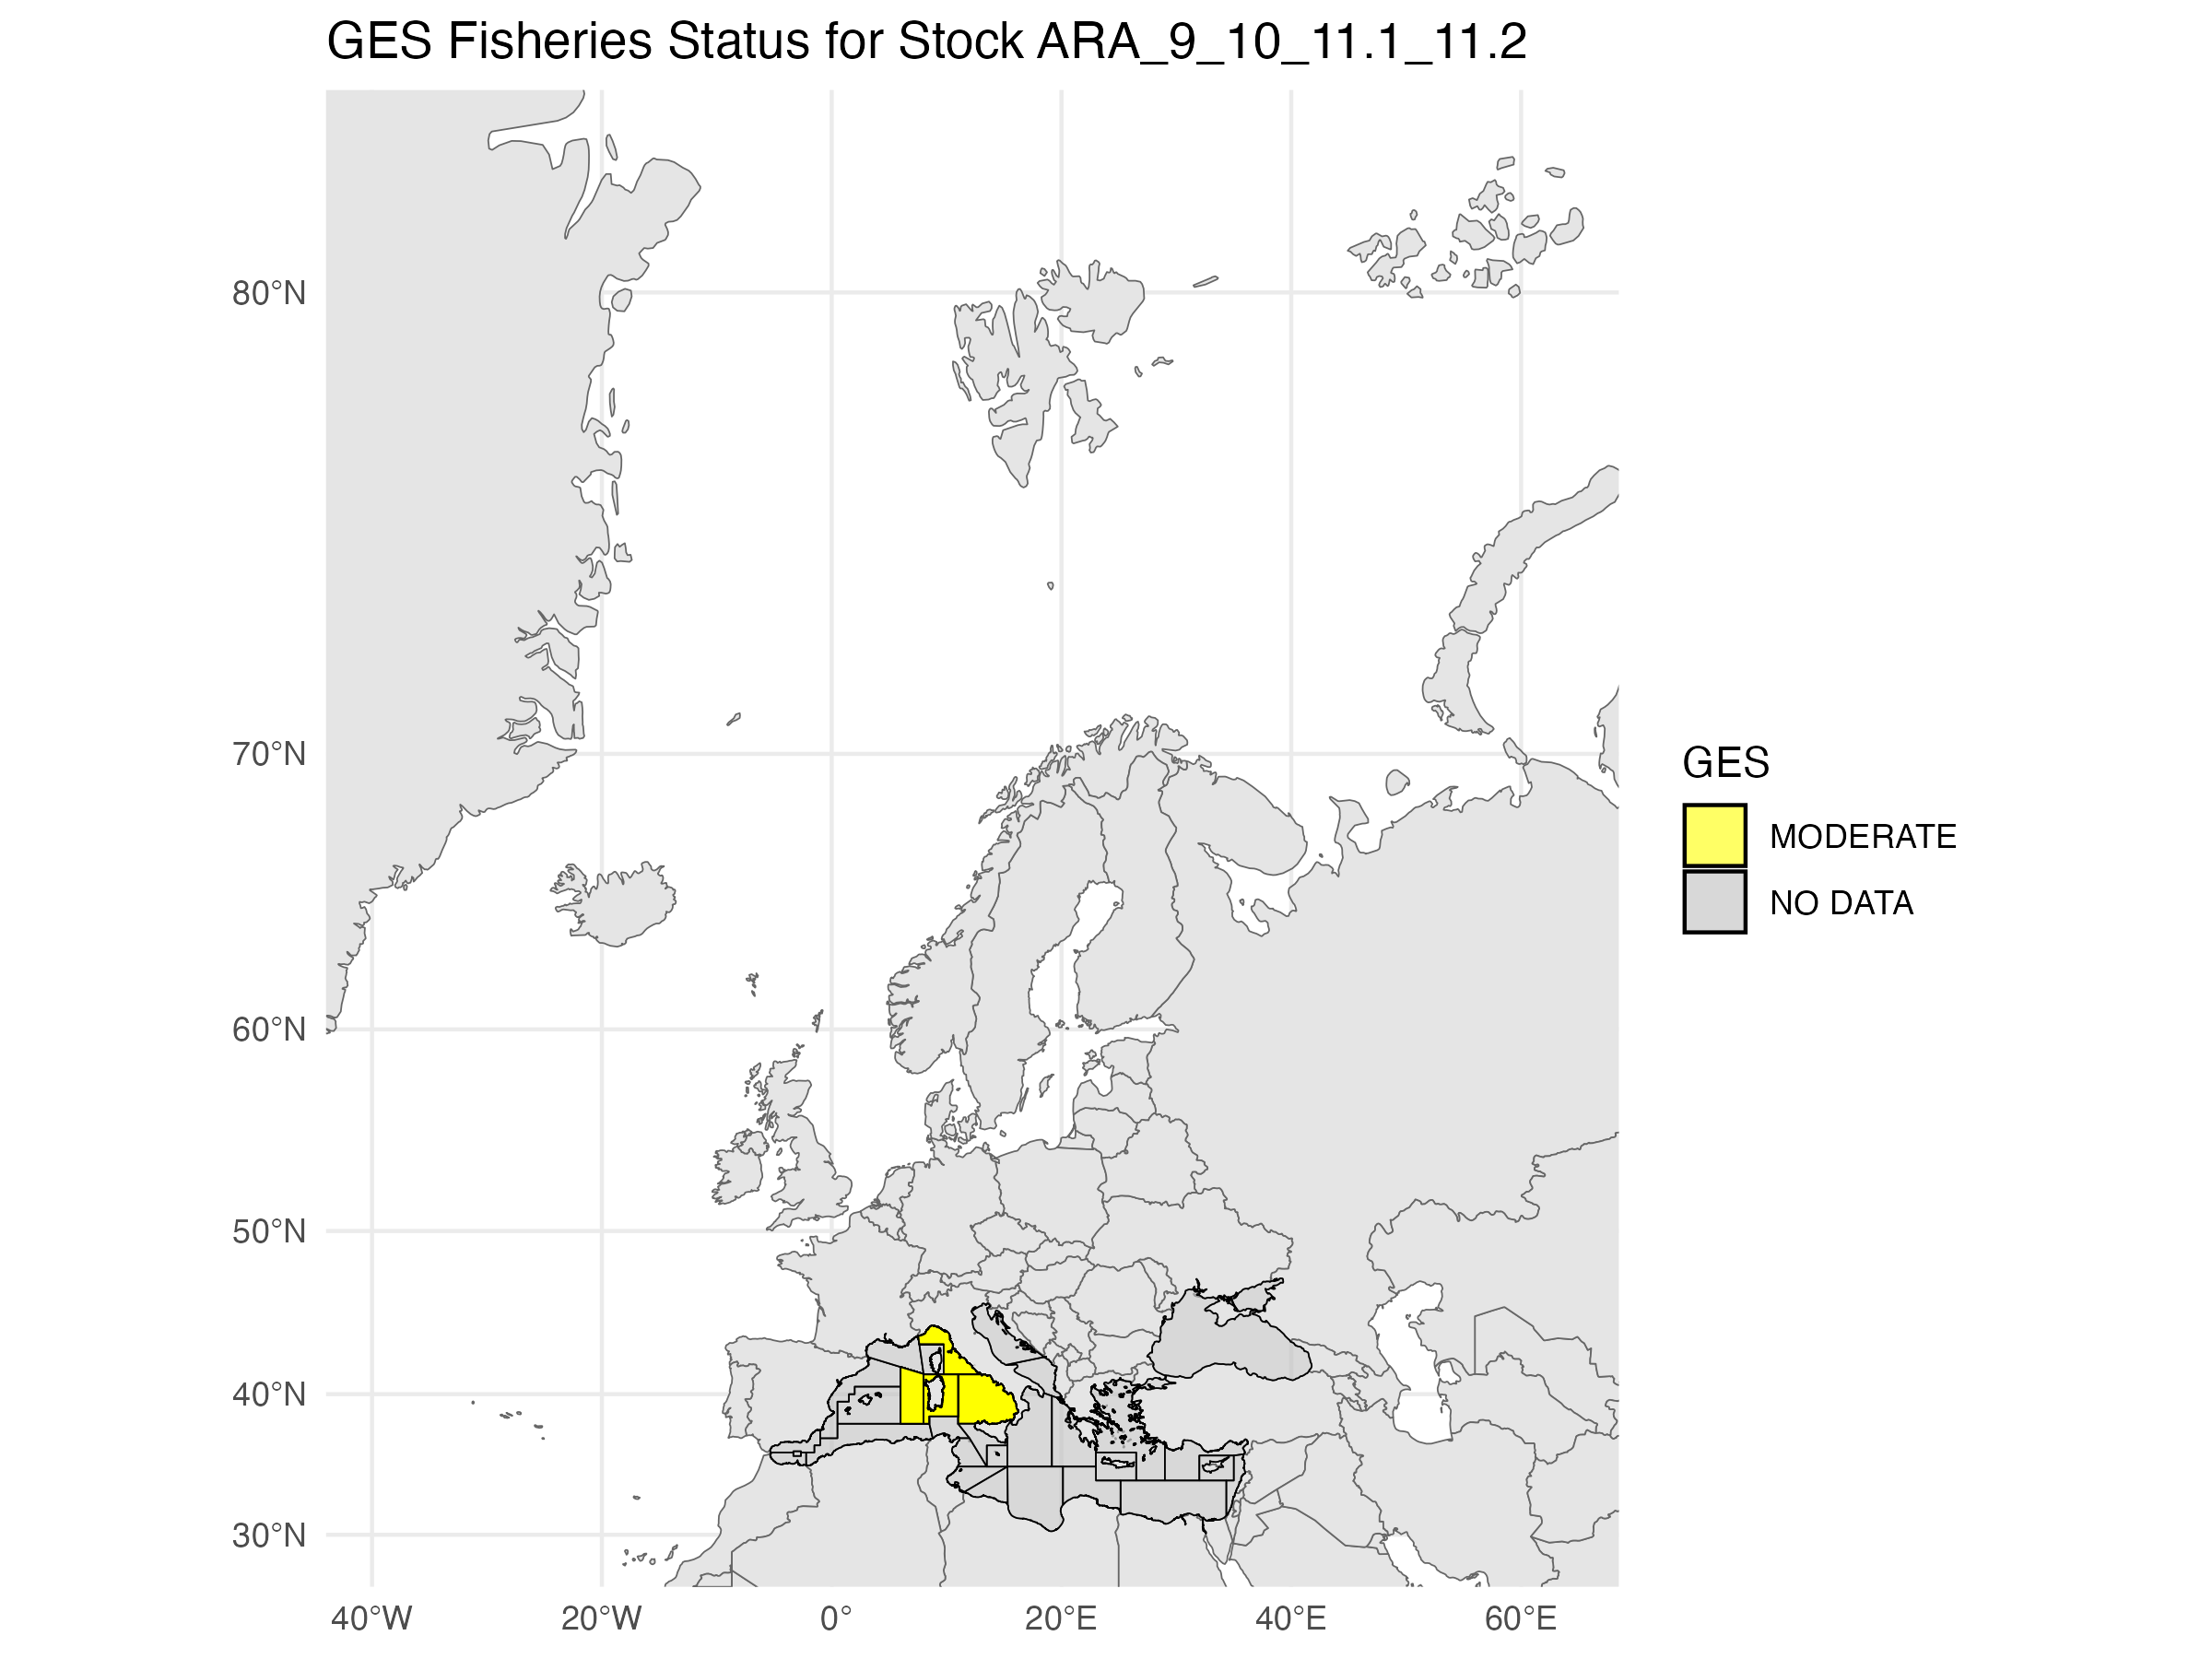 GES Fisheries Status for Stock ARA_9_10_11.1_11.2
80°N
70°N
60°N
50°N
40°N
30°N
40°W
20°W
0°
20°E
40°E
60°E
GES
MODERATE
NO DATA